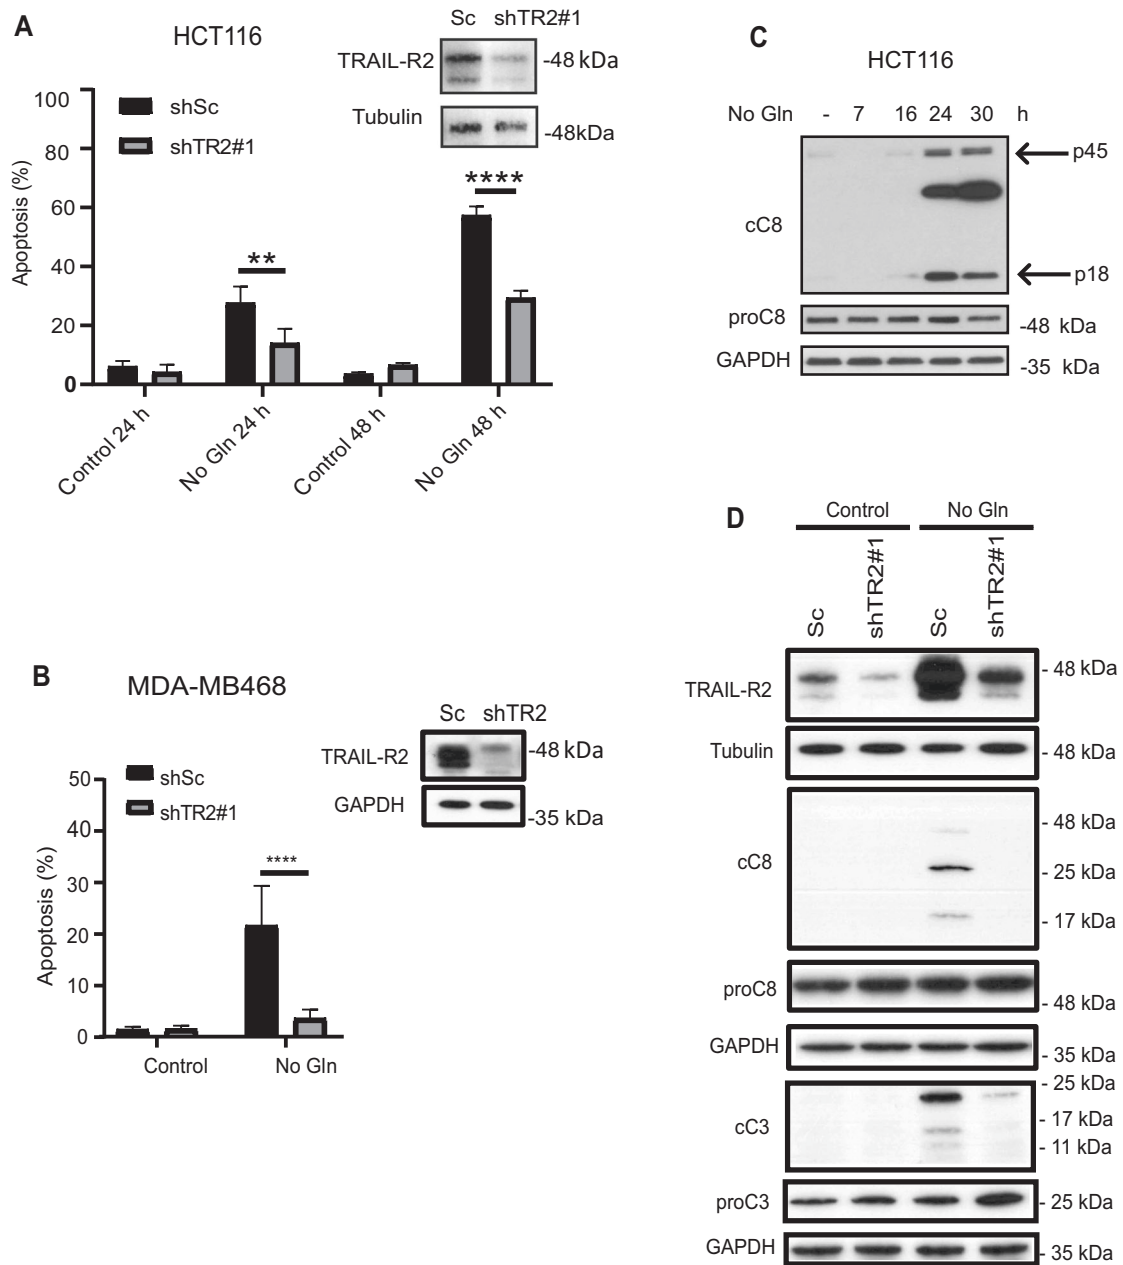 A
HCT116
Sc shTR2#1
TRAIL-R2
-48 kDa
Tubulin
-48kDa
shSc
shTR2#1
Apoptosis (%)
100
80
60
40
20
0
**
****
Control 24 h
No Gln 24 h
Control 48 h
No Gln 48 h
B
MDA-MB468
Sc shTR2
TRAIL-R2
-48 kDa
GAPDH
-35 kDa
shSc
shTR2#1
Apoptosis (%)
50
40
30
20
10
0
****
Control
No Gln
C
HCT116
No Gln - 7 16 24 30 h
p45
cC8
p18
proC8
-48 kDa
GAPDH
-35 kDa
D
Control No Gln
Sc shTR2#1 Sc shTR2#1
TRAIL-R2
- 48 kDa
Tubulin
- 48 kDa
cC8
- 48 kDa
- 25 kDa
- 17 kDa
proC8
- 48 kDa
GAPDH
- 35 kDa
cC3
- 25 kDa
- 17 kDa
- 11 kDa
proC3
- 25 kDa
GAPDH
- 35 kDa